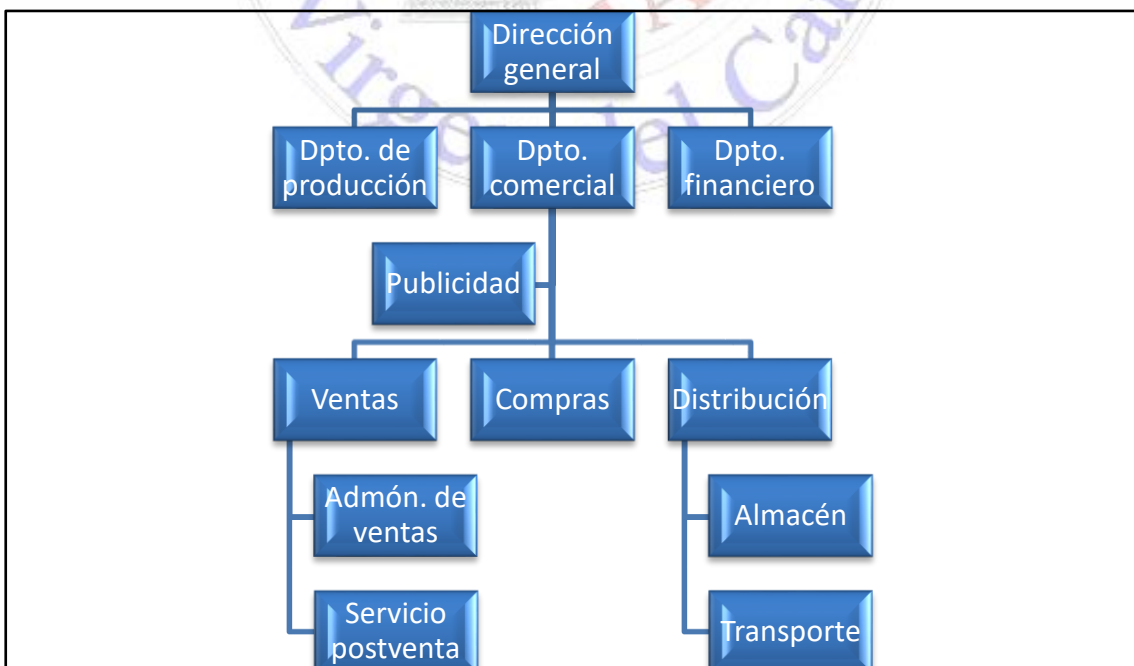 Dirección
general
Dpto. de
producción
Dpto.
comercial
Dpto.
financiero
Publicidad
Ventas
Compras
Distribución
Admón. de
ventas
Almacén
Servicio
postventa
Transporte